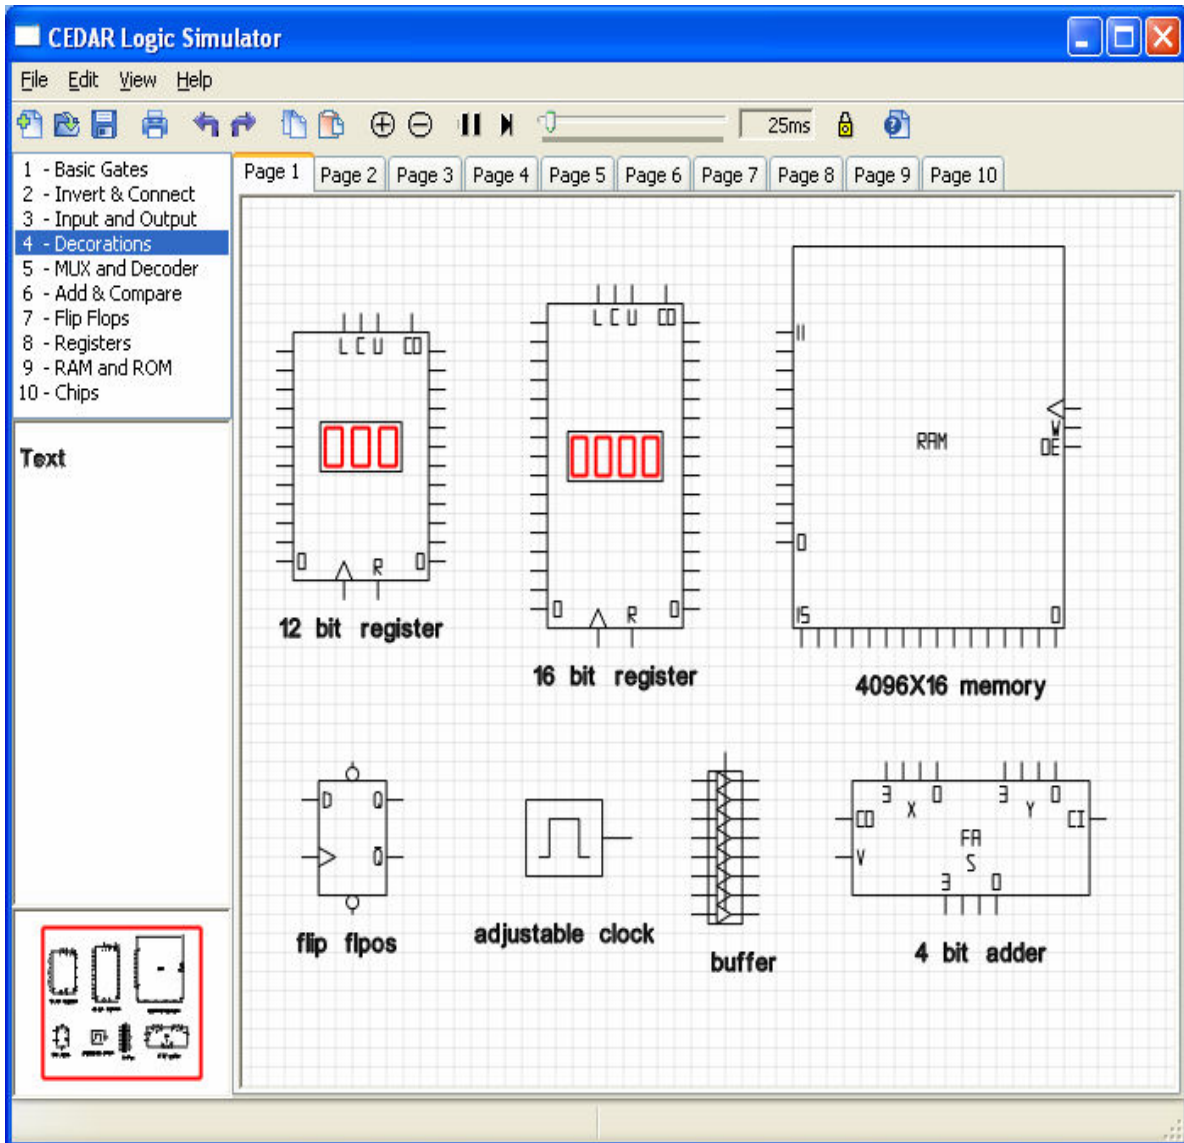 CEDAR Logic Simulator
File Edit View Help
25ms
1 - Basic Gates
2 - Invert & Connect
3 - Input and Output
4 - Decorations
5 - MUX and Decoder
6 - Add & Compare
7 - Flip Flops
8 - Registers
9 - RAM and ROM
10 - Chips
Text
Page 1 Page 2 Page 3 Page 4 Page 5 Page 6 Page 7 Page 8 Page 9 Page 10
L C U CO
000
0 R 0
12 bit register
L C U CO
0000
0 R 0
16 bit register
11
RAM
W
OE
0
15 0
4096X16 memory
D Q
Q̅
flip flpos
adjustable clock
buffer
3 X 0 3 Y 0
CO FA CI
V S
3 0
4 bit adder